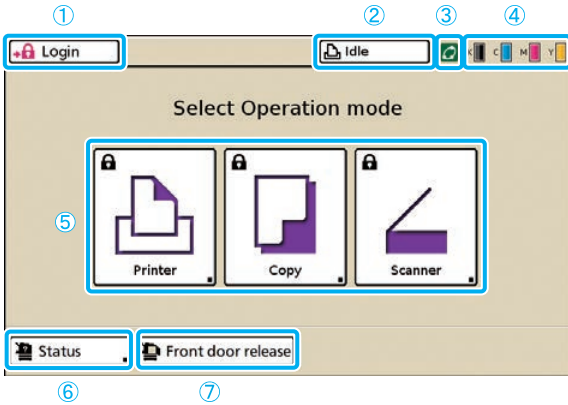 ① ② ③ ④
Login Idle K C M Y
Select Operation mode
⑤
Printer Copy Scanner
Status Front door release
⑥ ⑦